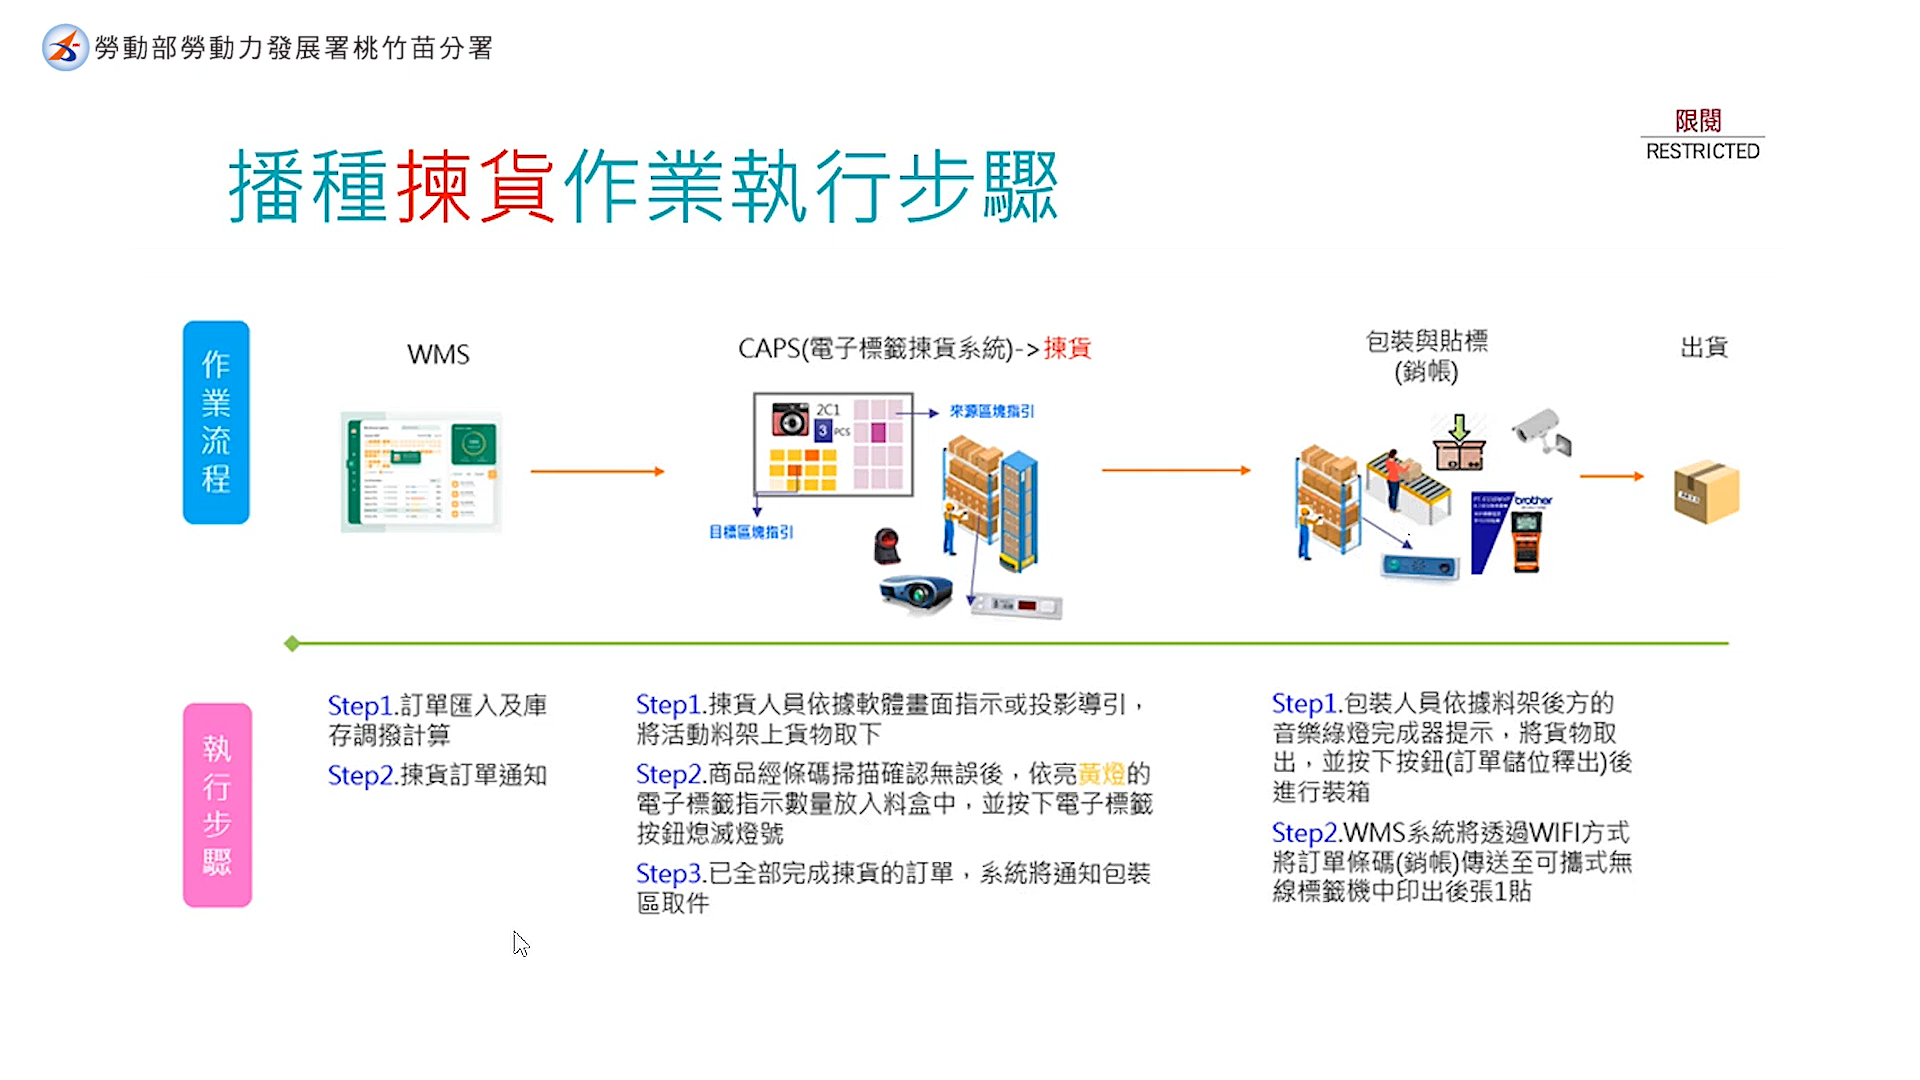 勞動部勞動力發展署桃竹苗分署
限閱
RESTRICTED
播種揀貨作業執行步驟
作業流程
WMS
CAPS(電子標籤揀貨系統)->揀貨
包裝與貼標
(銷帳)
出貨
2C1
3 PCS
來源區塊指引
目標區塊指引
brother
執行步驟
Step1.訂單匯入及庫
存調撥計算
Step2.揀貨訂單通知
Step1.揀貨人員依據軟體畫面指示或投影導引，
將活動料架上貨物取下
Step2.商品經條碼掃描確認無誤後，依亮黃燈的
電子標籤指示數量放入料盒中，並按下電子標籤
按鈕熄滅燈號
Step3.已全部完成揀貨的訂單，系統將通知包裝
區取件
Step1.包裝人員依據料架後方的
音樂綠燈完成器提示，將貨物取
出，並按下按鈕(訂單儲位釋出)後
進行裝箱
Step2.WMS系統將透過WIFI方式
將訂單條碼(銷帳)傳送至可攜式無
線標籤機中印出後張1貼